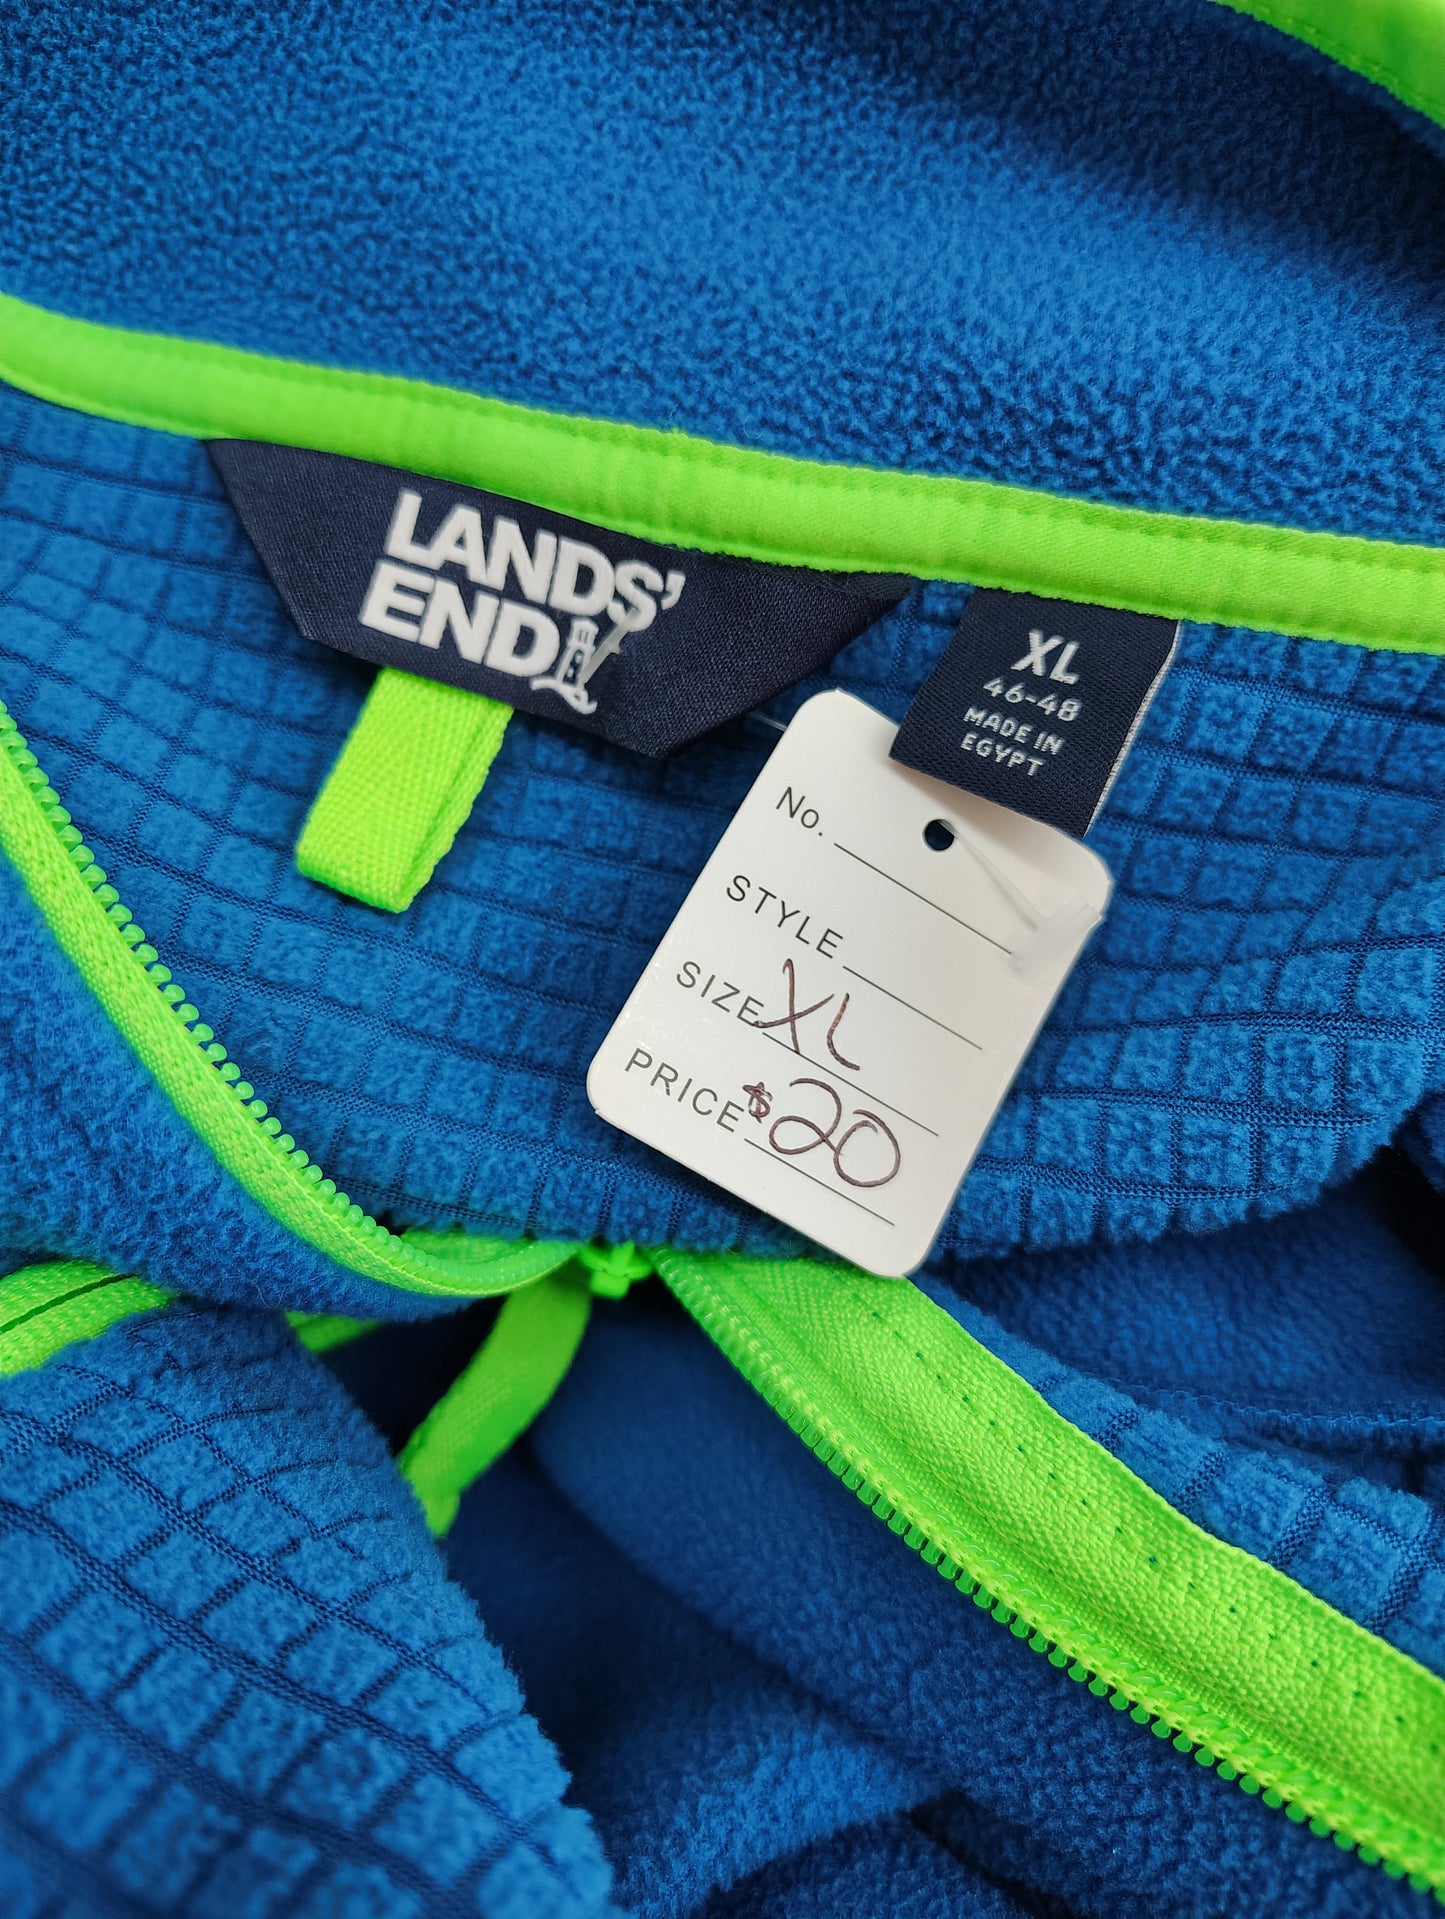 LANDS'
END
XL
46-48
MADE IN
EGYPT
No.
STYLE
SIZE XL
PRICE $20